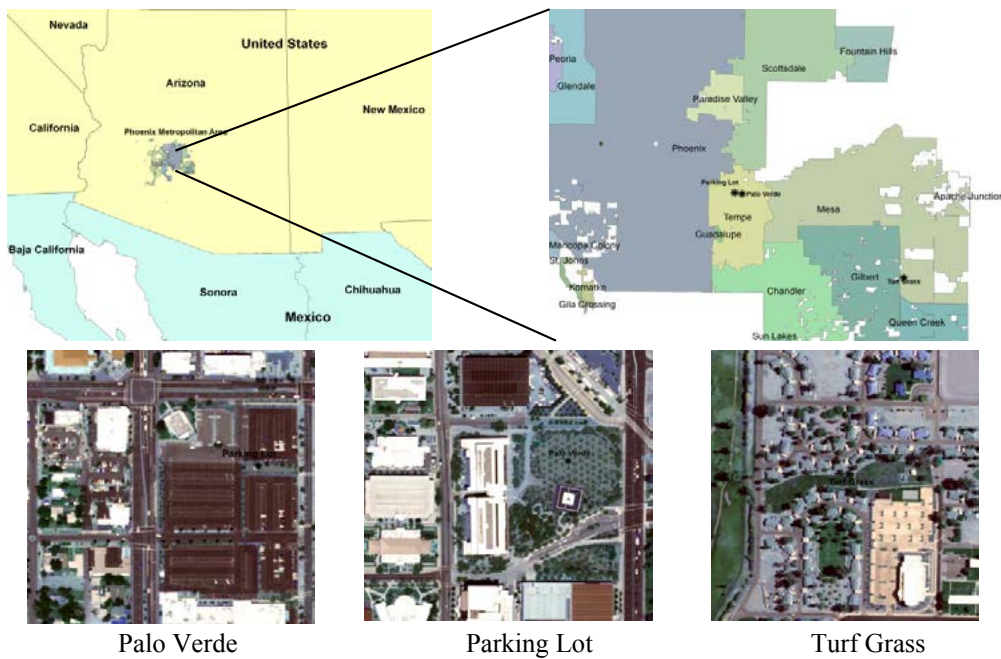 Nevada
United States
Arizona
New Mexico
California
Phoenix Metropolitan Area
Baja California
Sonora
Chihuahua
Mexico
Peoria
Glendale
Fountain Hills
Scottsdale
Paradise Valley
Phoenix
Parking Lot
Palo Verde
Apache Junction
Tempe
Mesa
Guadalupe
Maricopa Colony
St. Johns
Komatke
Gila Crossing
Chandler
Gilbert
Turf Grass
Queen Creek
Sun Lakes
Parking Lot
Palo Verde
Turf Grass
Palo Verde
Parking Lot
Turf Grass